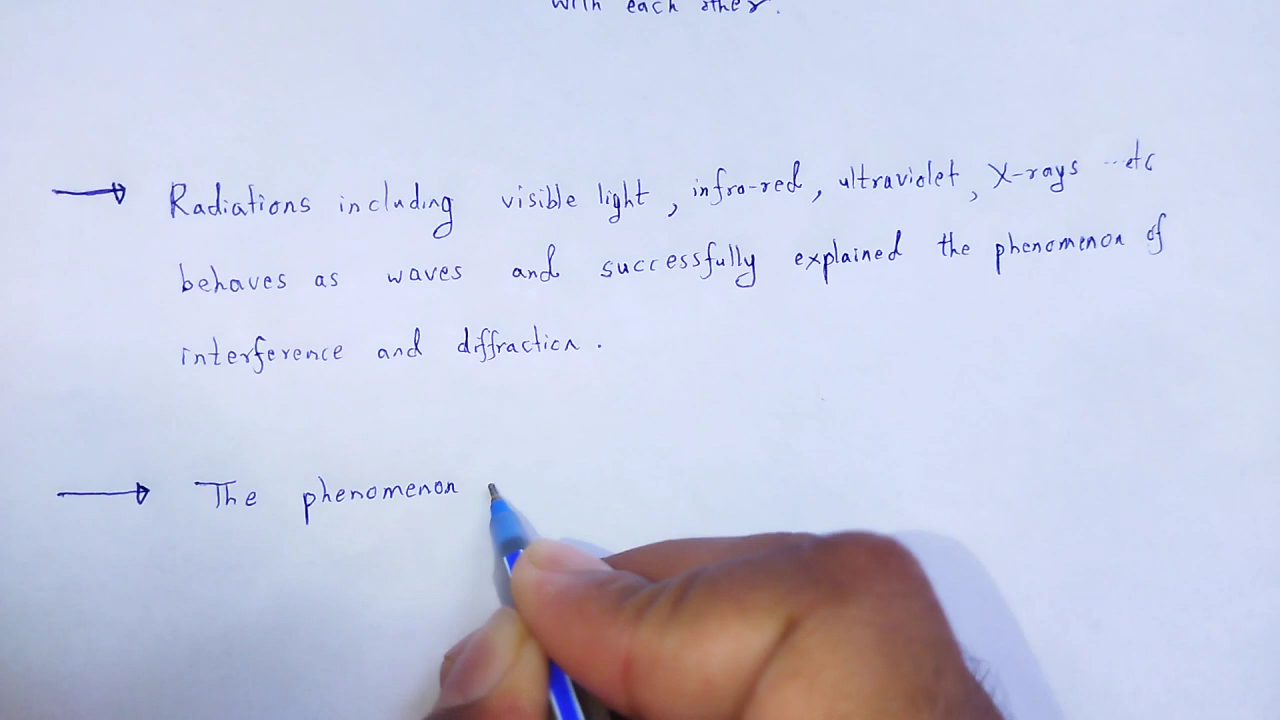 with each other.
→ Radiations including visible light, infra-red, ultraviolet, X-rays ...etc
behaves as waves and successfully explained the phenomenon of
interference and diffraction.
→ The phenomenon